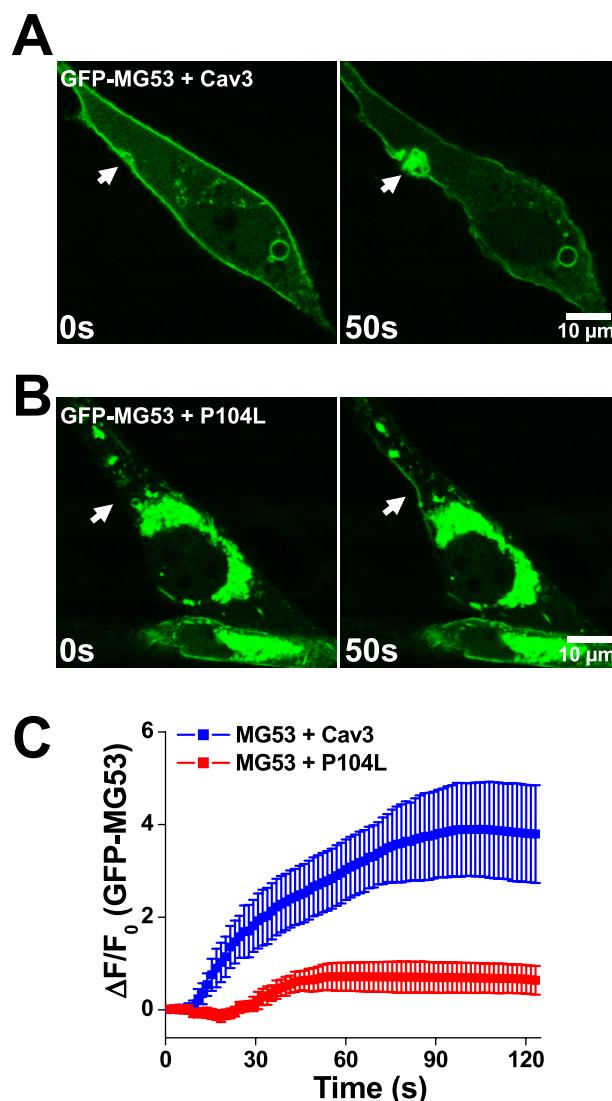 A
GFP-MG53 + Cav3
0s
50s
10 μm
B
GFP-MG53 + P104L
0s
50s
10 μm
C
MG53 + Cav3
MG53 + P104L
ΔF/F0 (GFP-MG53)
6
4
2
0
0 30 60 90 120
Time (s)